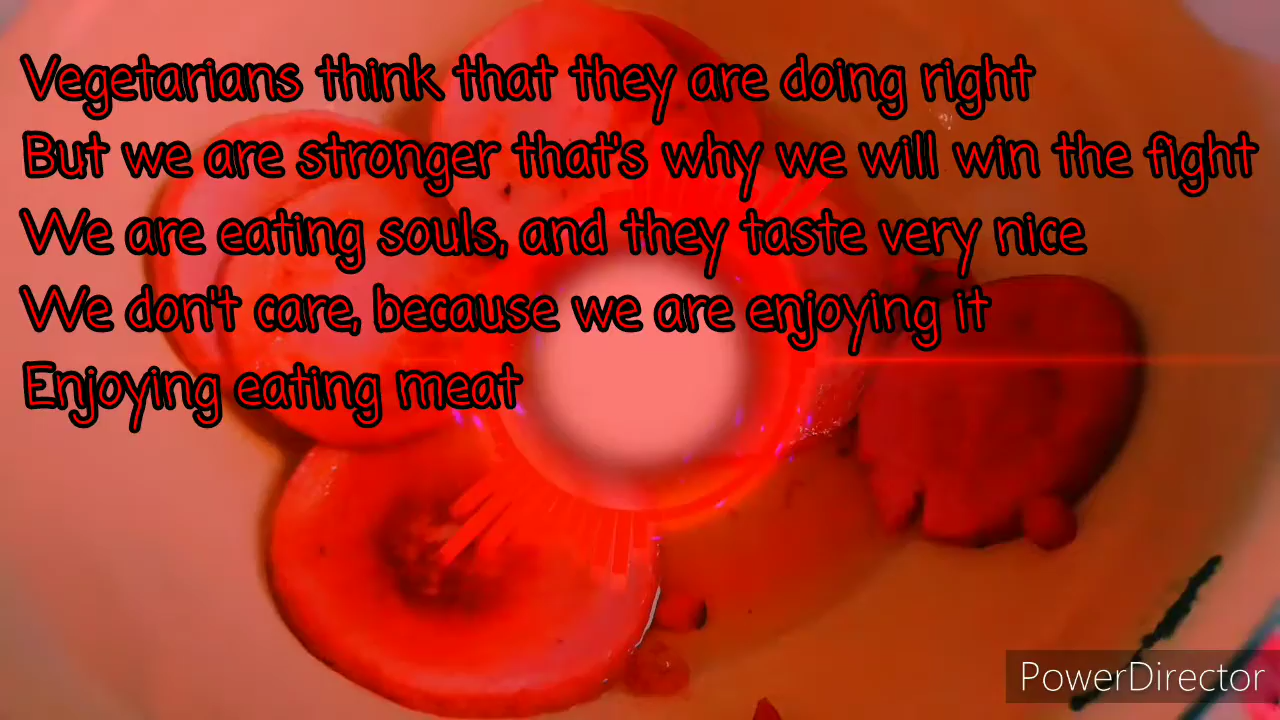 Vegetarians think that they are doing right
But we are stronger that's why we will win the fight
We are eating souls, and they taste very nice
We don't care, because we are enjoying it
Enjoying eating meat
PowerDirector